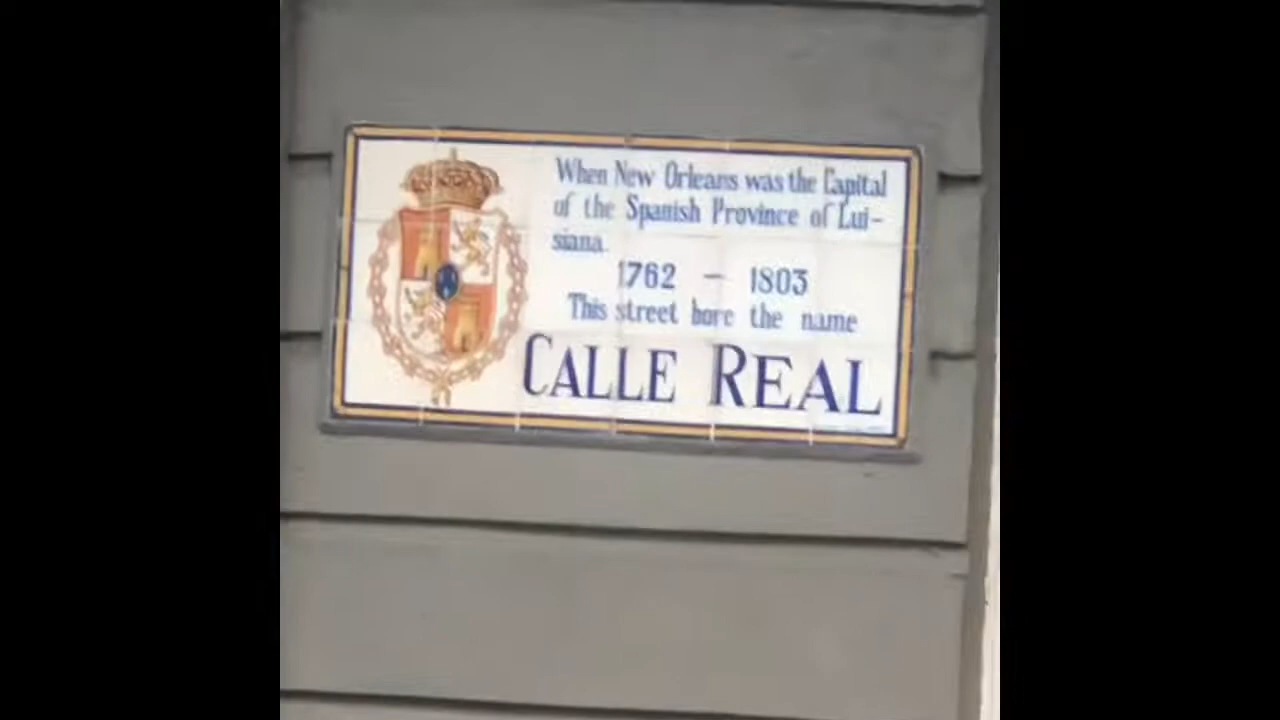 When New Orleans was the Capital
of the Spanish Province of Lui-
siana
1762 - 1803
This street bore the name
CALLE REAL